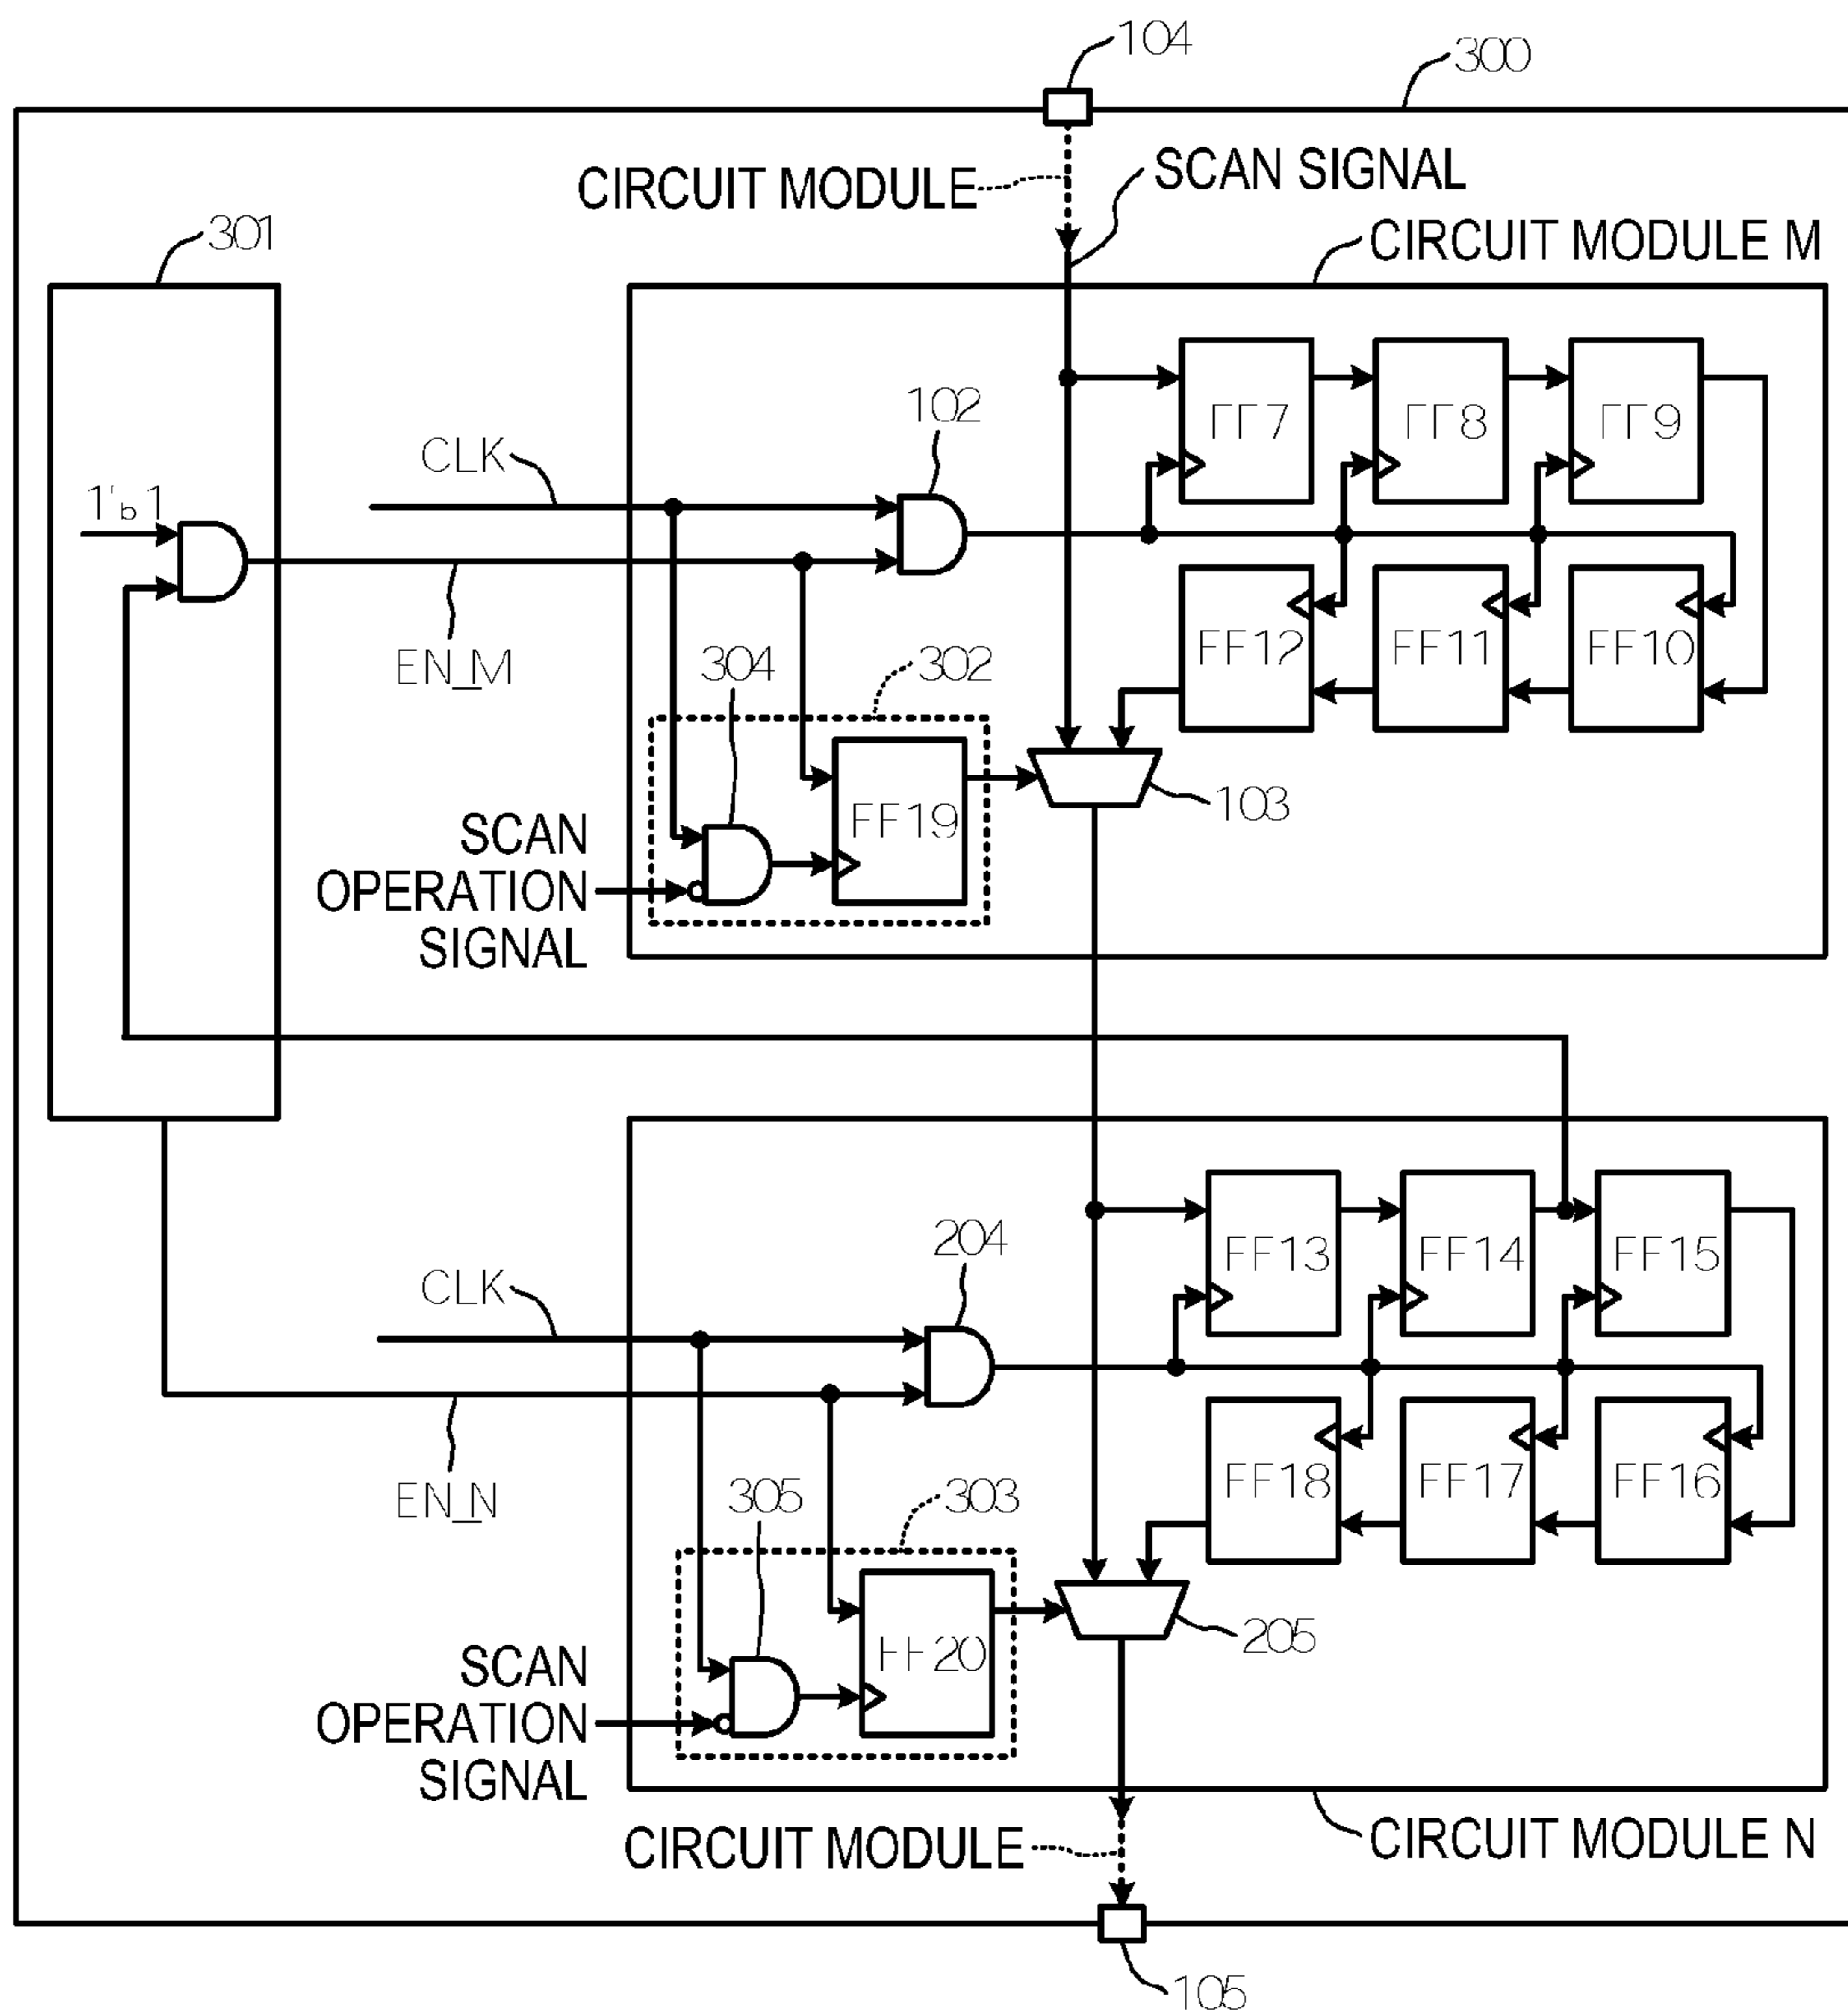 104
300
CIRCUIT MODULE
SCAN SIGNAL
301
CIRCUIT MODULE M
102
FF7
FF8
FF9
CLK
1'b1
304
302
FF12
FF11
FF10
EN_M
FF19
103
SCAN
OPERATION
SIGNAL
204
FF13
FF14
FF15
CLK
305
303
FF18
FF17
FF16
EN_N
FF20
205
SCAN
OPERATION
SIGNAL
CIRCUIT MODULE
CIRCUIT MODULE N
105